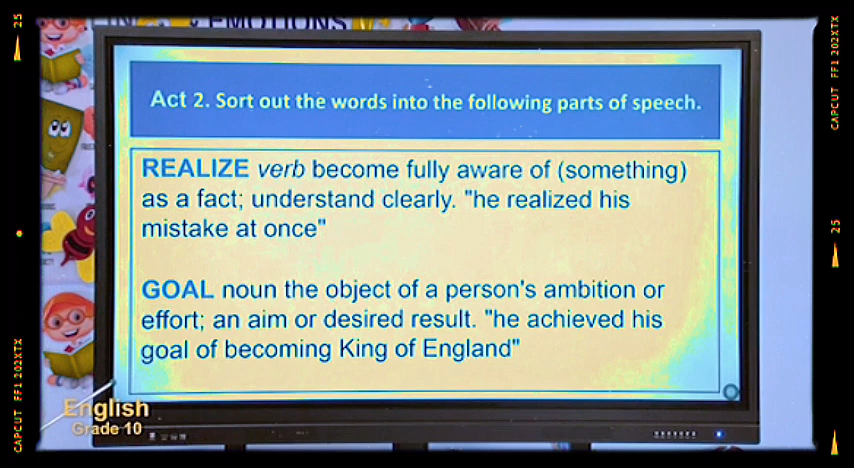 EMOTIONS
Act 2. Sort out the words into the following parts of speech.
REALIZE verb become fully aware of (something)
as a fact; understand clearly. "he realized his
mistake at once"
GOAL noun the object of a person's ambition or
effort; an aim or desired result. "he achieved his
goal of becoming King of England"
English
Grade 10
25
CAPCUT FF1 202XTX
CAPCUT FF1 202XTX
25